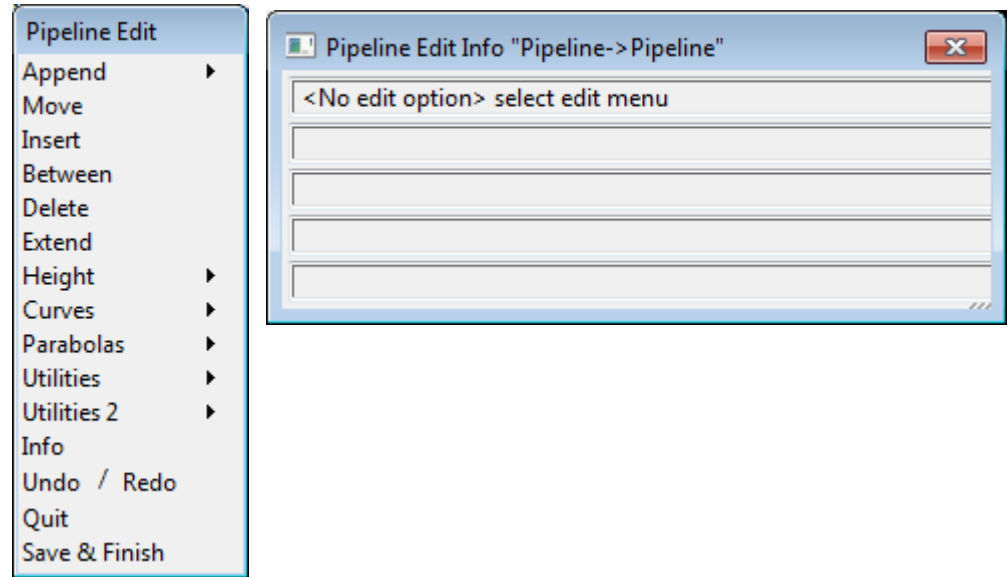 Pipeline Edit
Append
Move
Insert
Between
Delete
Extend
Height
Curves
Parabolas
Utilities
Utilities 2
Info
Undo / Redo
Quit
Save & Finish
Pipeline Edit Info "Pipeline->Pipeline"
<No edit option> select edit menu